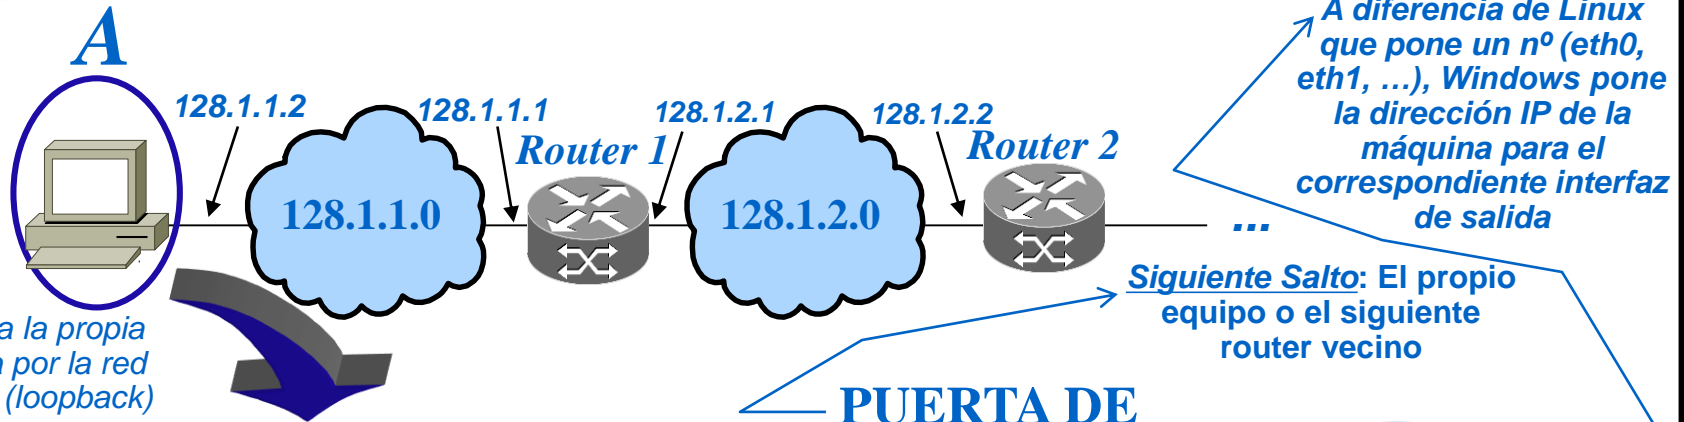 A
128.1.1.2
128.1.1.1
128.1.2.1
128.1.2.2
Router 1
Router 2
128.1.1.0
128.1.2.0
...
A diferencia de Linux
que pone un nº (eth0,
eth1, …), Windows pone
la dirección IP de la
máquina para el
correspondiente interfaz
de salida
Siguiente Salto: El propio
equipo o el siguiente
router vecino
a la propia
por la red
(loopback)
PUERTA DE